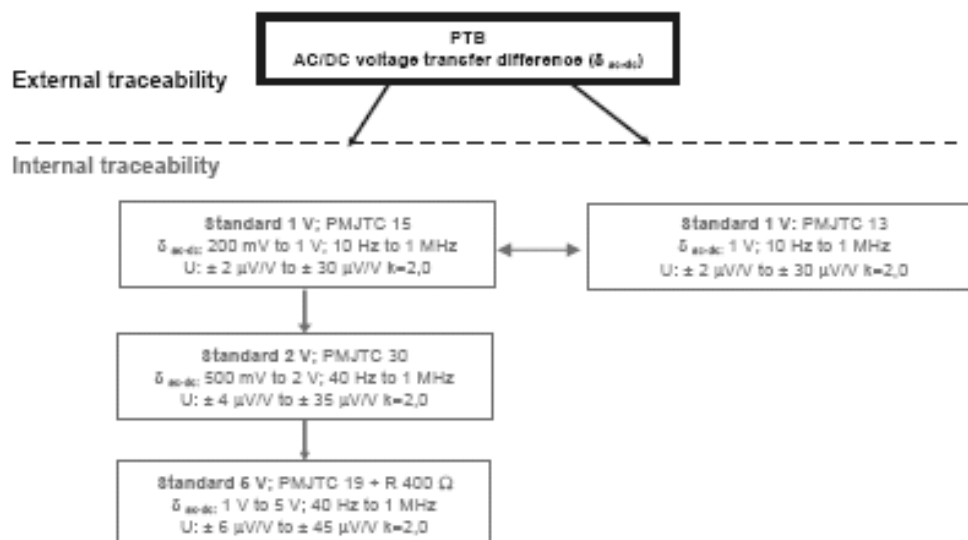 PTB
AC/DC voltage transfer difference (δ ac-dc)
External traceability
Internal traceability
Standard 1 V; PMJTC 15
δ ac-dc: 200 mV to 1 V; 10 Hz to 1 MHz
U: ± 2 µV/V to ± 30 µV/V k=2,0
Standard 1 V: PMJTC 13
δ ac-dc: 1 V; 10 Hz to 1 MHz
U: ± 2 µV/V to ± 30 µV/V k=2,0
Standard 2 V; PMJTC 30
δ ac-dc: 500 mV to 2 V; 40 Hz to 1 MHz
U: ± 4 µV/V to ± 35 µV/V k=2,0
Standard 5 V; PMJTC 19 + R 400 Ω
δ ac-dc: 1 V to 5 V; 40 Hz to 1 MHz
U: ± 6 µV/V to ± 45 µV/V k=2,0